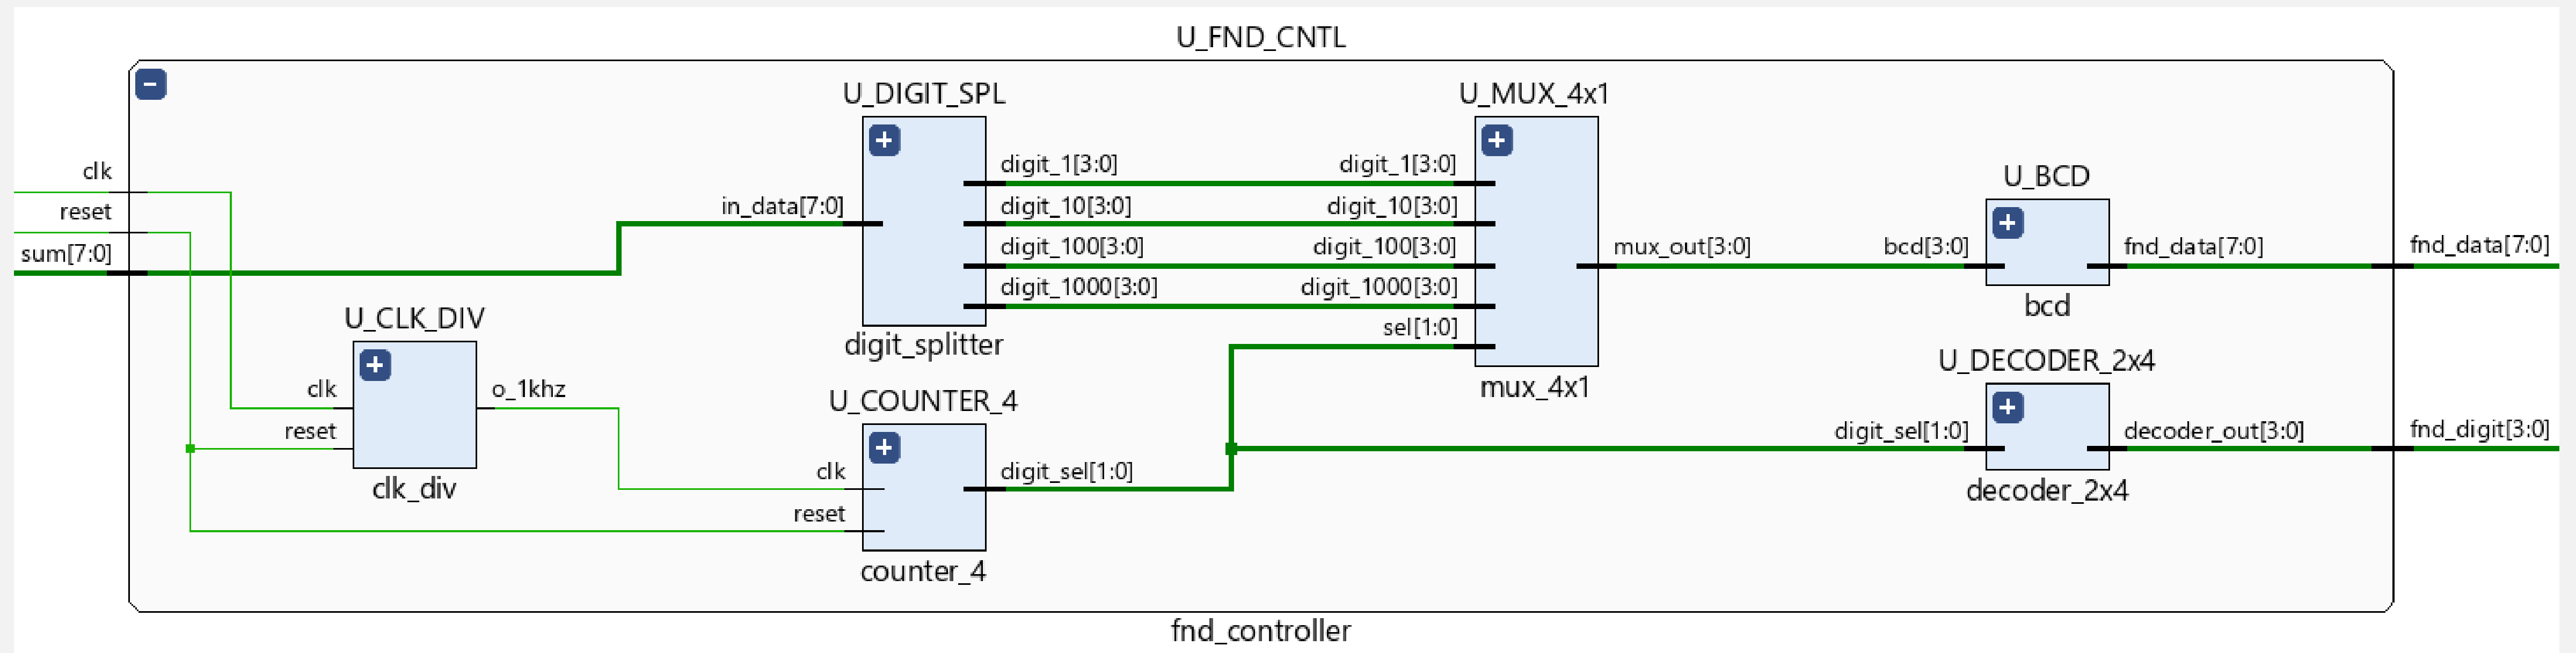 U_FND_CNTL
clk
reset
sum[7:0]
U_CLK_DIV
clk
reset
o_1khz
clk_div
U_DIGIT_SPL
in_data[7:0]
digit_1[3:0]
digit_10[3:0]
digit_100[3:0]
digit_1000[3:0]
digit_splitter
U_COUNTER_4
clk
reset
digit_sel[1:0]
counter_4
U_MUX_4x1
digit_1[3:0]
digit_10[3:0]
digit_100[3:0]
digit_1000[3:0]
sel[1:0]
mux_out[3:0]
mux_4x1
U_BCD
bcd[3:0]
fnd_data[7:0]
bcd
U_DECODER_2x4
digit_sel[1:0]
decoder_out[3:0]
decoder_2x4
fnd_data[7:0]
fnd_digit[3:0]
fnd_controller